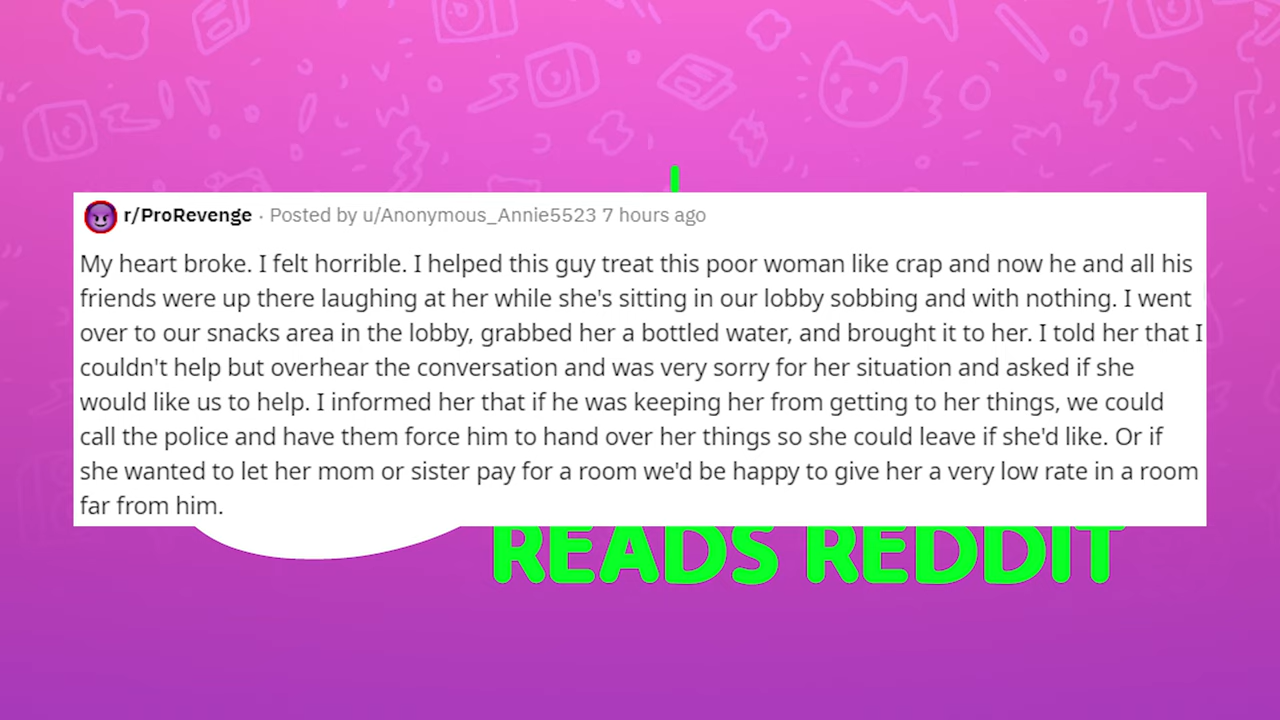 r/ProRevenge · Posted by u/Anonymous_Annie5523 7 hours ago
My heart broke. I felt horrible. I helped this guy treat this poor woman like crap and now he and all his
friends were up there laughing at her while she's sitting in our lobby sobbing and with nothing. I went
over to our snacks area in the lobby, grabbed her a bottled water, and brought it to her. I told her that I
couldn't help but overhear the conversation and was very sorry for her situation and asked if she
would like us to help. I informed her that if he was keeping her from getting to her things, we could
call the police and have them force him to hand over her things so she could leave if she'd like. Or if
she wanted to let her mom or sister pay for a room we'd be happy to give her a very low rate in a room
far from him.
READS REDDIT